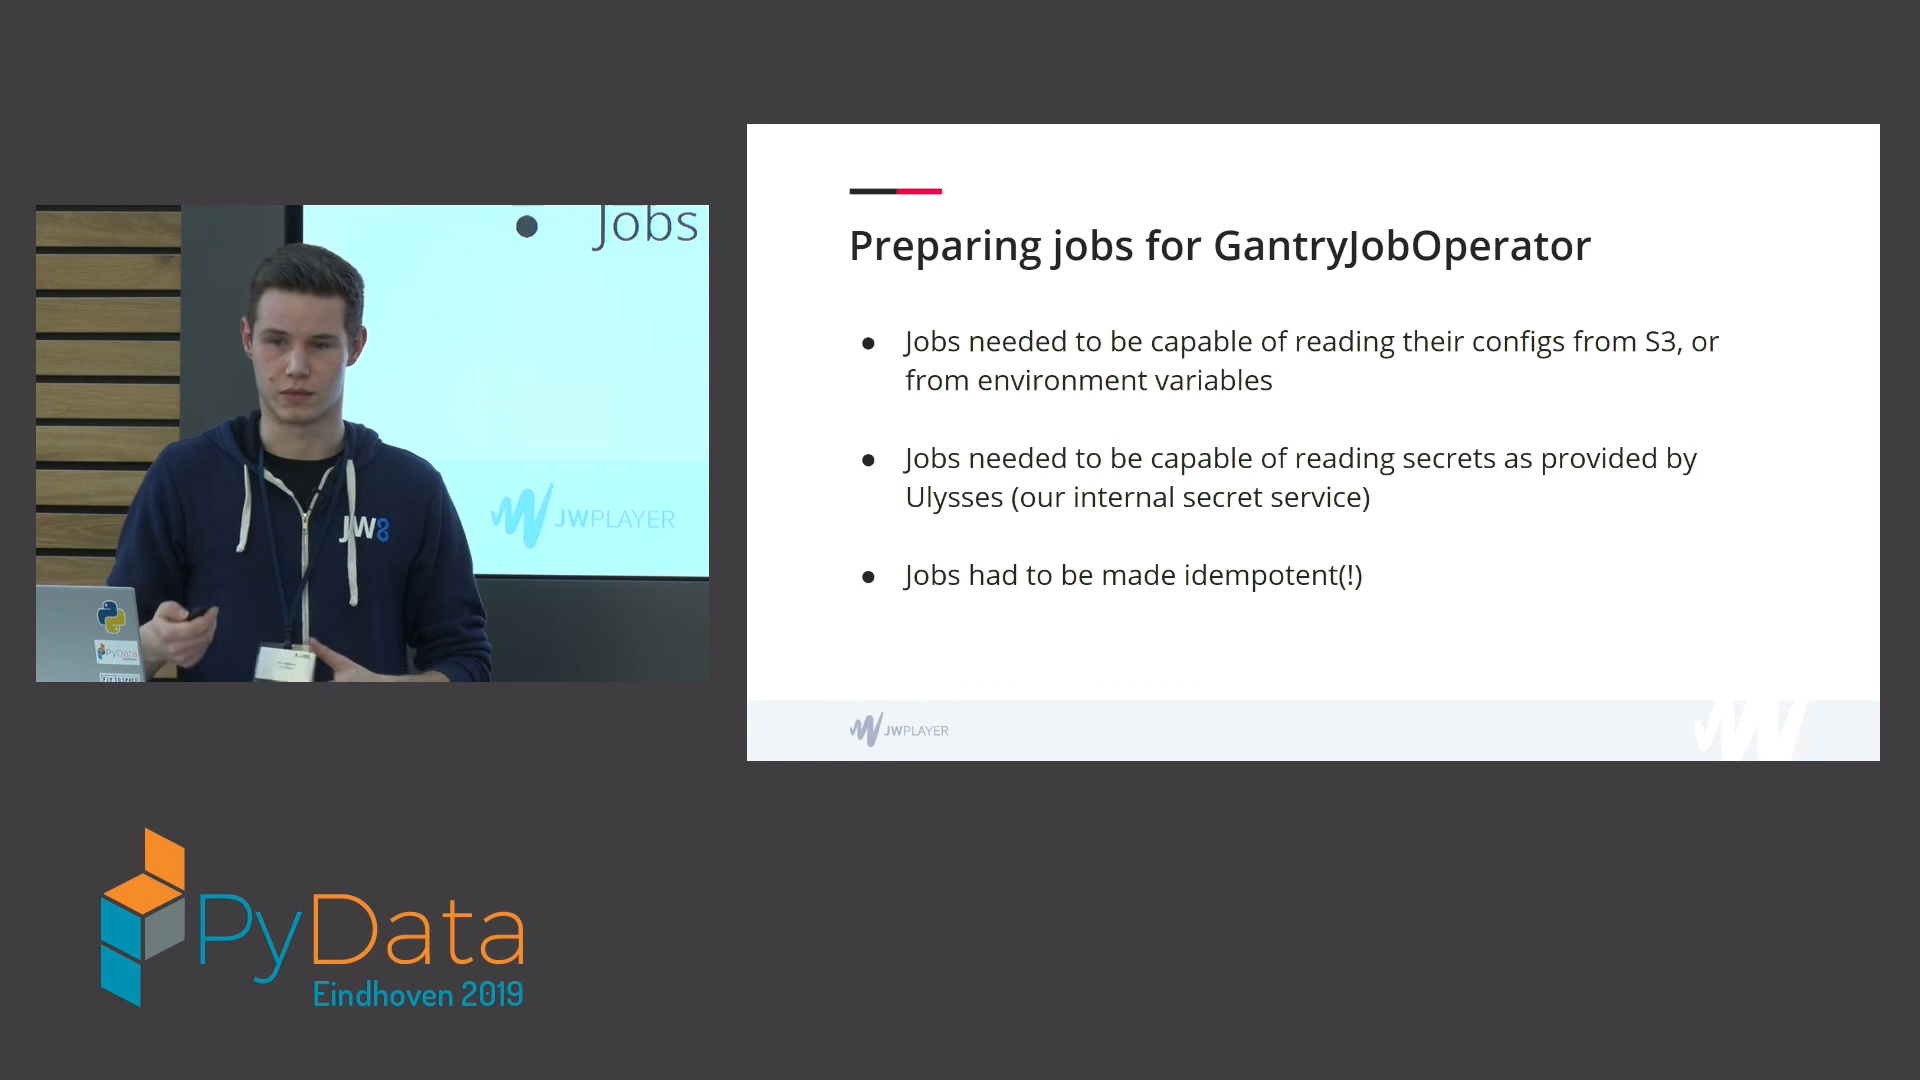 Jobs
JWPLAYER
JW8
PyData
Preparing jobs for GantryJobOperator
● Jobs needed to be capable of reading their configs from S3, or
from environment variables
● Jobs needed to be capable of reading secrets as provided by
Ulysses (our internal secret service)
● Jobs had to be made idempotent(!)
JWPLAYER
PyData
Eindhoven 2019